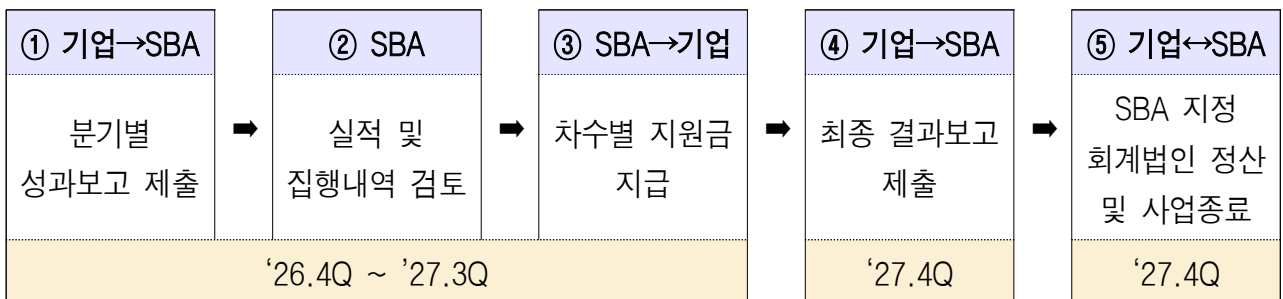 ① 기업→SBA
분기별
성과보고 제출
➡
② SBA
실적 및
집행내역 검토
➡
③ SBA→기업
차수별 지원금
지급
‘26.4Q ~ ’27.3Q
➡
④ 기업→SBA
최종 결과보고
제출
‘27.4Q
➡
⑤ 기업↔SBA
SBA 지정
회계법인 정산
및 사업종료
‘27.4Q